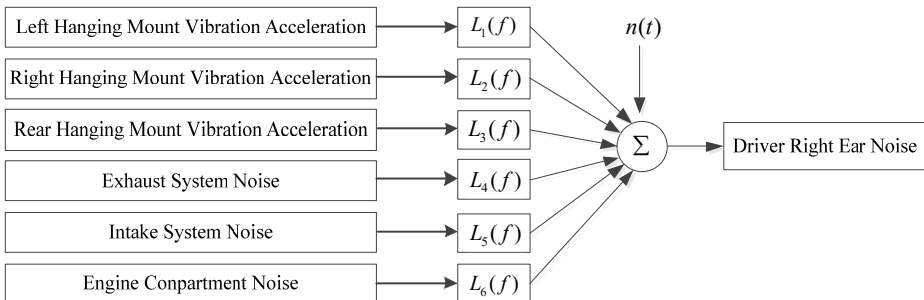 Left Hanging Mount Vibration Acceleration
L₁(f)
n(t)
Right Hanging Mount Vibration Acceleration
L₂(f)
Rear Hanging Mount Vibration Acceleration
L₃(f)
Σ
Driver Right Ear Noise
Exhaust System Noise
L₄(f)
Intake System Noise
L₅(f)
Engine Conpartment Noise
L₆(f)